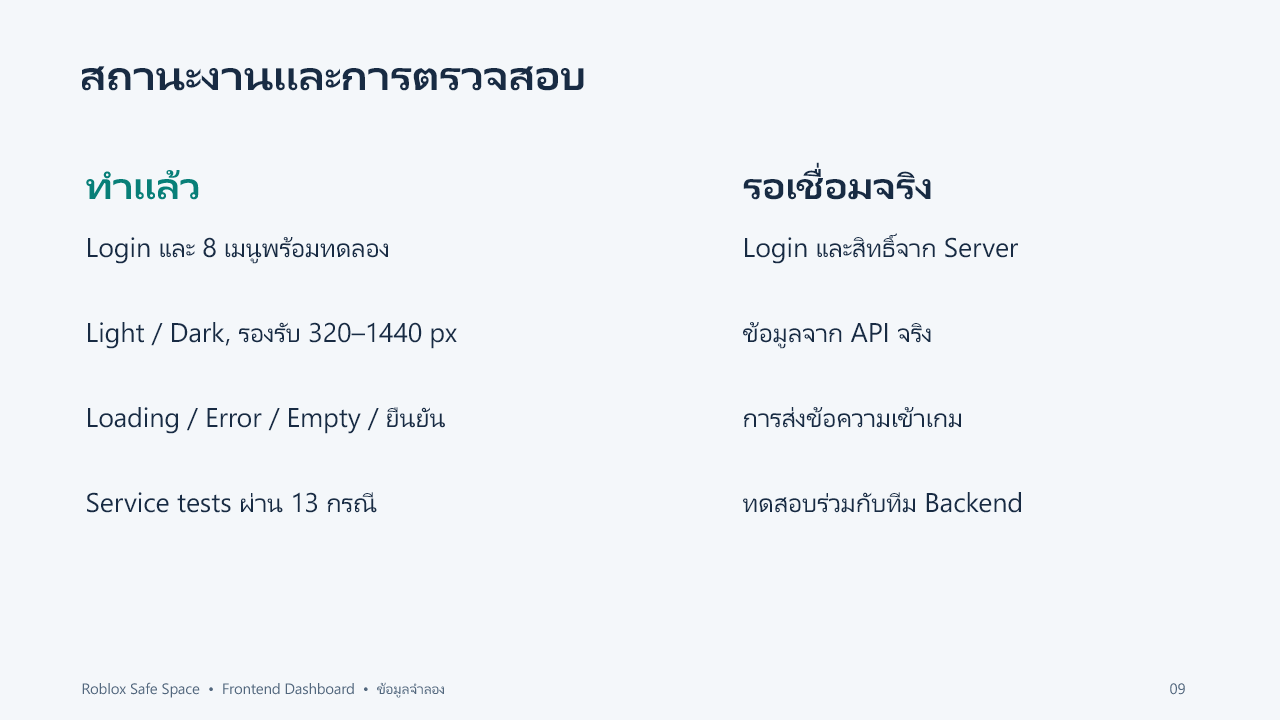 สถานะงานและการตรวจสอบ
ทำแล้ว
Login และ 8 เมนูพร้อมทดลอง
Light / Dark, รองรับ 320–1440 px
Loading / Error / Empty / ยืนยัน
Service tests ผ่าน 13 กรณี
รอเชื่อมจริง
Login และสิทธิ์จาก Server
ข้อมูลจาก API จริง
การส่งข้อความเข้าเกม
ทดสอบร่วมกับทีม Backend
Roblox Safe Space • Frontend Dashboard • ข้อมูลจำลอง
09